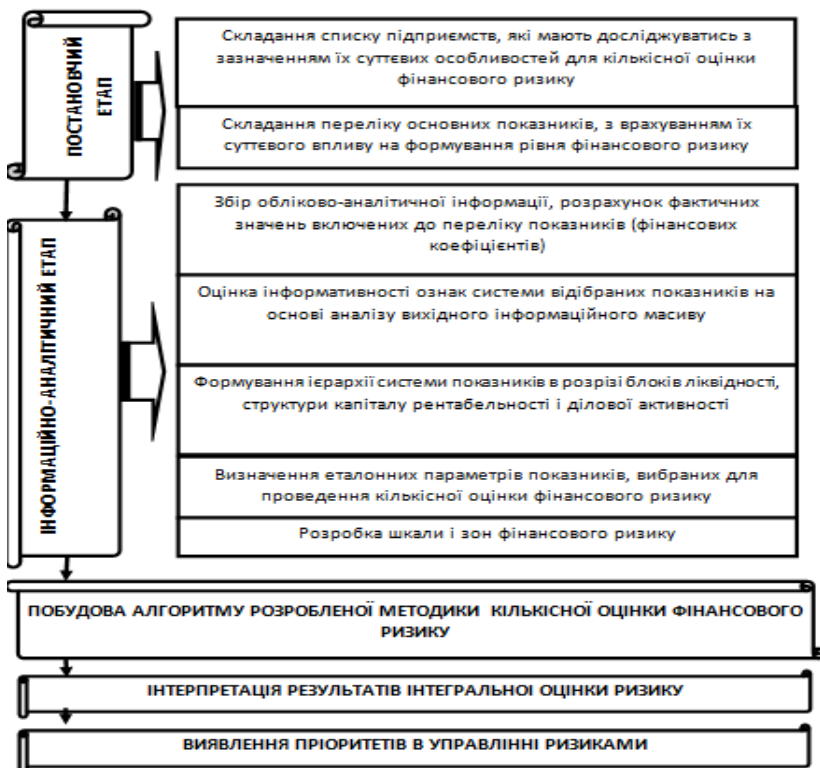 ПОСТАНОВЧИЙ
ЕТАП
Складання списку підприємств, які мають досліджуватись з
зазначенням їх суттєвих особливостей для кількісної оцінки
фінансового ризику
Складання переліку основних показників, з врахуванням їх
суттєвого впливу на формування рівня фінансового ризику
ІНФОРМАЦІЙНО-АНАЛІТИЧНИЙ ЕТАП
Збір обліково-аналітичної інформації, розрахунок фактичних
значень включених до переліку показників (фінансових
коефіцієнтів)
Оцінка інформативності ознак системи відібраних показників на
основі аналізу вихідного інформаційного масиву
Формування ієрархії системи показників в розрізі блоків ліквідності,
структури капіталу рентабельності і ділової активності
Визначення еталонних параметрів показників, вибраних для
проведення кількісної оцінки фінансового ризику
Розробка шкали і зон фінансового ризику
ПОБУДОВА АЛГОРИТМУ РОЗРОБЛЕНОЇ МЕТОДИКИ КІЛЬКІСНОЇ ОЦІНКИ ФІНАНСОВОГО
РИЗИКУ
ІНТЕРПРЕТАЦІЯ РЕЗУЛЬТАТІВ ІНТЕГРАЛЬНОЇ ОЦІНКИ РИЗИКУ
ВИЯВЛЕННЯ ПРІОРИТЕТІВ В УПРАВЛІННІ РИЗИКАМИ